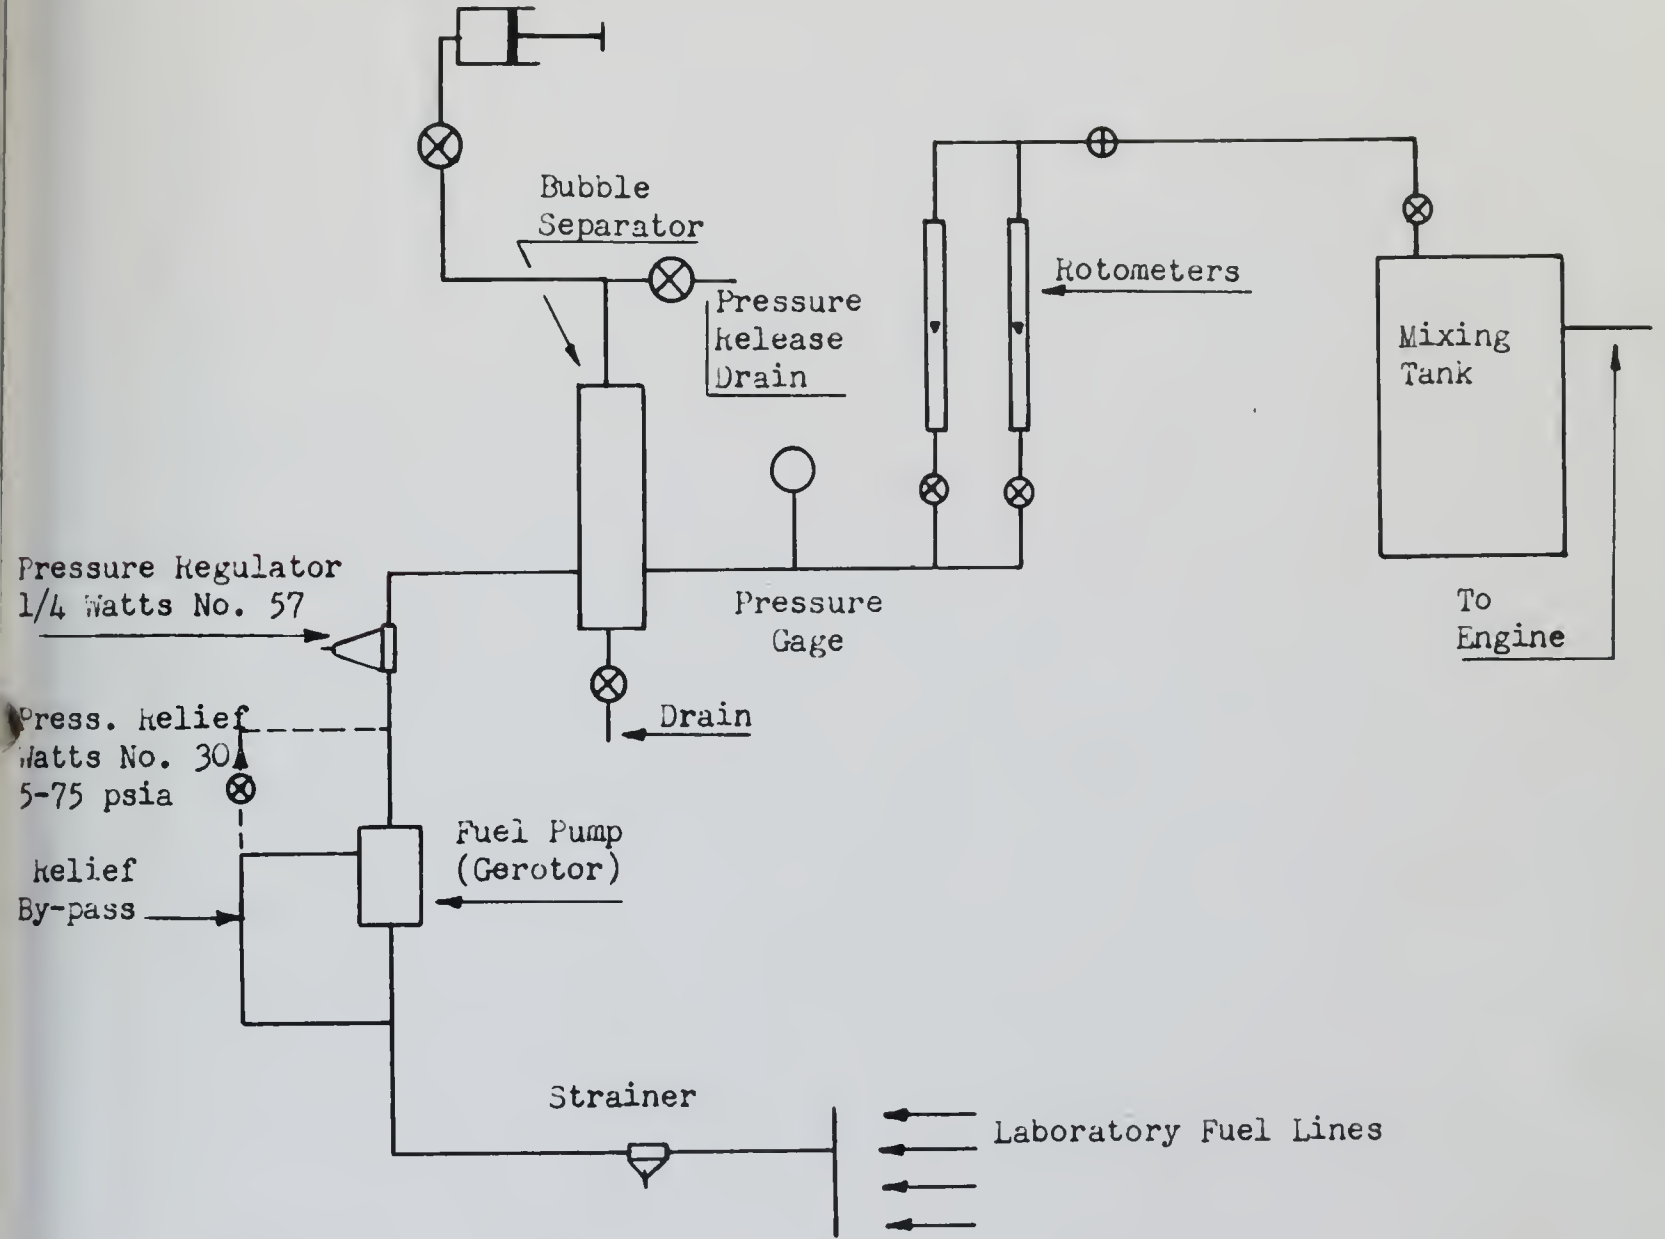 Bubble
Separator
Pressure
Release
Drain
Rotometers
Mixing
Tank
Pressure Regulator
1/4 Watts No. 57
Pressure
Gage
To
Engine
Press. Relief
Watts No. 30
5-75 psia
Drain
Fuel Pump
(Gerotor)
Relief
By-pass
Strainer
Laboratory Fuel Lines